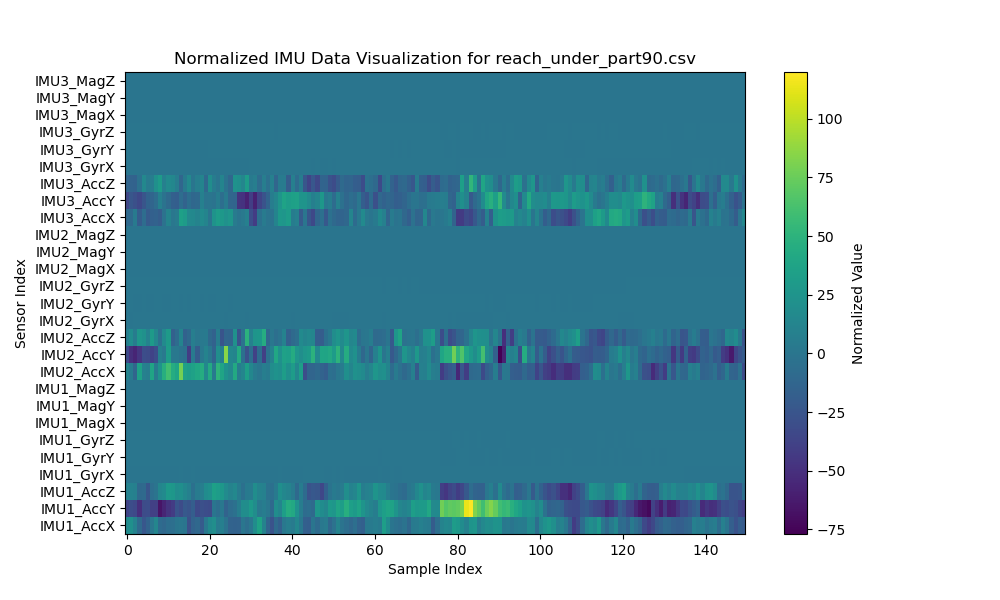 Normalized IMU Data Visualization for reach_under_part90.csv
IMU3_MagZ
IMU3_MagY
IMU3_MagX
IMU3_GyrZ
IMU3_GyrY
IMU3_GyrX
IMU3_AccZ
IMU3_AccY
IMU3_AccX
IMU2_MagZ
IMU2_MagY
IMU2_MagX
IMU2_GyrZ
IMU2_GyrY
IMU2_GyrX
IMU2_AccZ
IMU2_AccY
IMU2_AccX
IMU1_MagZ
IMU1_MagY
IMU1_MagX
IMU1_GyrZ
IMU1_GyrY
IMU1_GyrX
IMU1_AccZ
IMU1_AccY
IMU1_AccX
Sensor Index
0 20 40 60 80 100 120 140
Sample Index
100
75
50
25
0
−25
−50
−75
Normalized Value